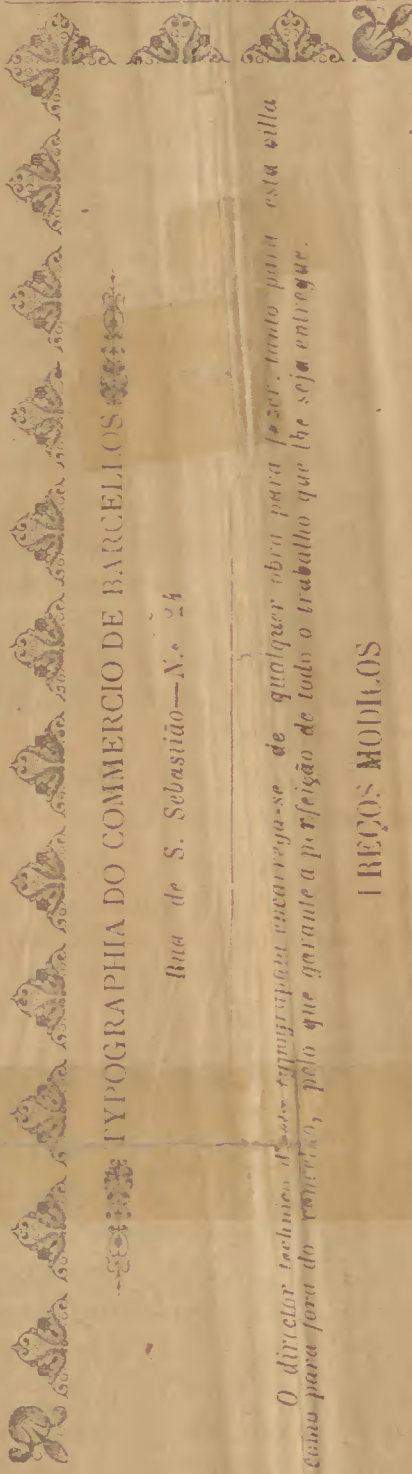 TYPOGRAPHIA DO COMMERCIO DE BARCELLOS
Rua de S. Sebastião—N.º 24
O director technico d'esta typographia encarrega-se de qualquer obra para fazer, tanto para esta villa
como para fora do concelho, pelo que garante a perfeição de todo o trabalho que lhe seja entregue.
PREÇOS MODICOS